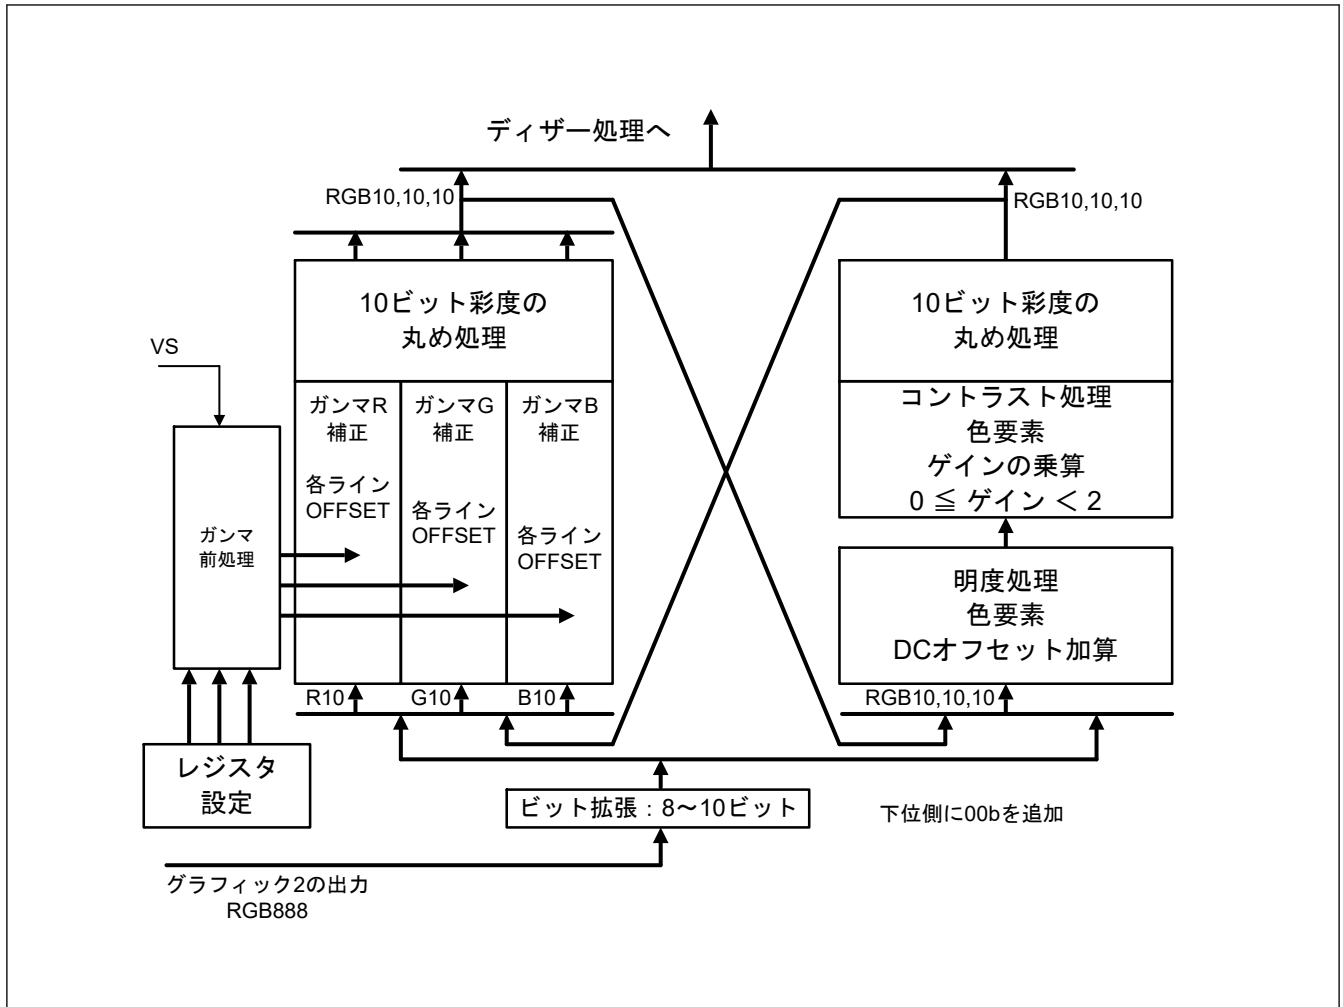 ディザー処理へ
RGB10,10,10
RGB10,10,10
10ビット彩度の
丸め処理
10ビット彩度の
丸め処理
VS
ガンマR
補正
ガンマG
補正
ガンマB
補正
コントラスト処理
色要素
ゲインの乗算
0 ≦ ゲイン < 2
各ライン
OFFSET
各ライン
OFFSET
各ライン
OFFSET
ガンマ
前処理
明度処理
色要素
DCオフセット加算
R10
G10
B10
RGB10,10,10
レジスタ
設定
ビット拡張：8～10ビット
下位側に00bを追加
グラフィック2の出力
RGB888